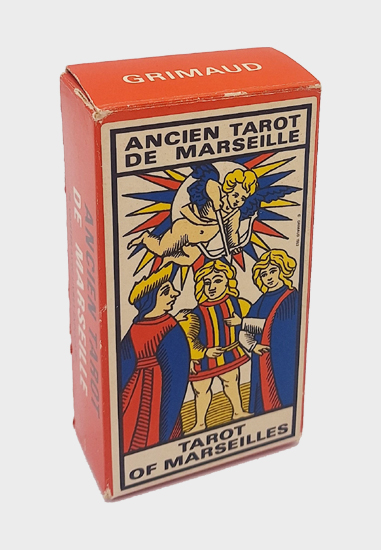 GRIMAUD
ANCIEN TAROT
DE MARSEILLE
TAROT
OF MARSEILLES
ANCIEN TAROT
DE MARSEILLE